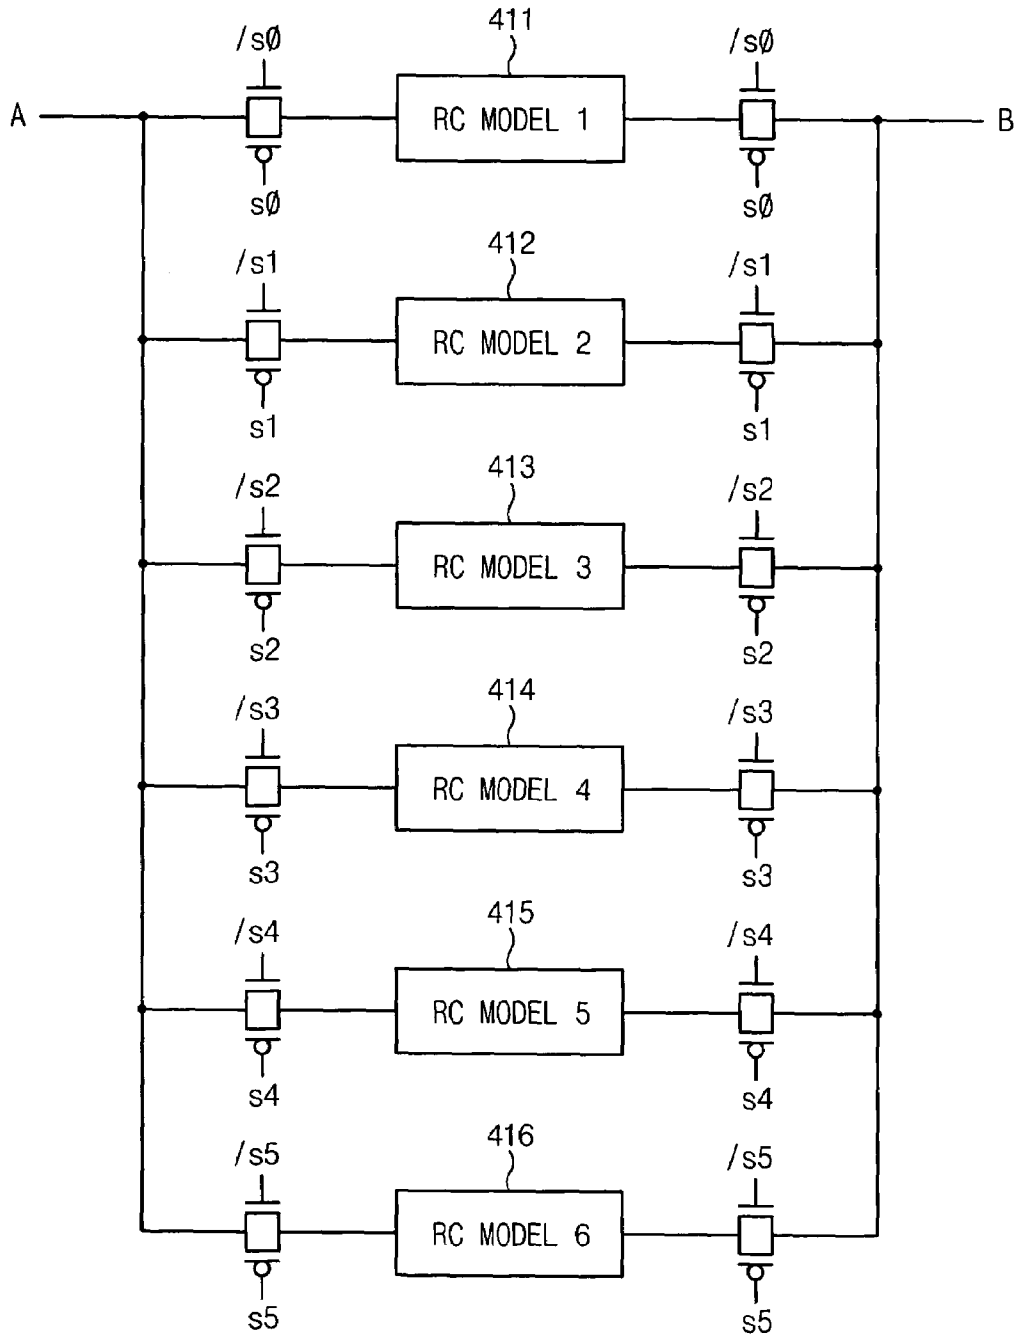 411
/sø /sø
A RC MODEL 1 B
sø sø
412
/s1 /s1
RC MODEL 2
s1 s1
413
/s2 /s2
RC MODEL 3
s2 s2
414
/s3 /s3
RC MODEL 4
s3 s3
415
/s4 /s4
RC MODEL 5
s4 s4
416
/s5 /s5
RC MODEL 6
s5 s5